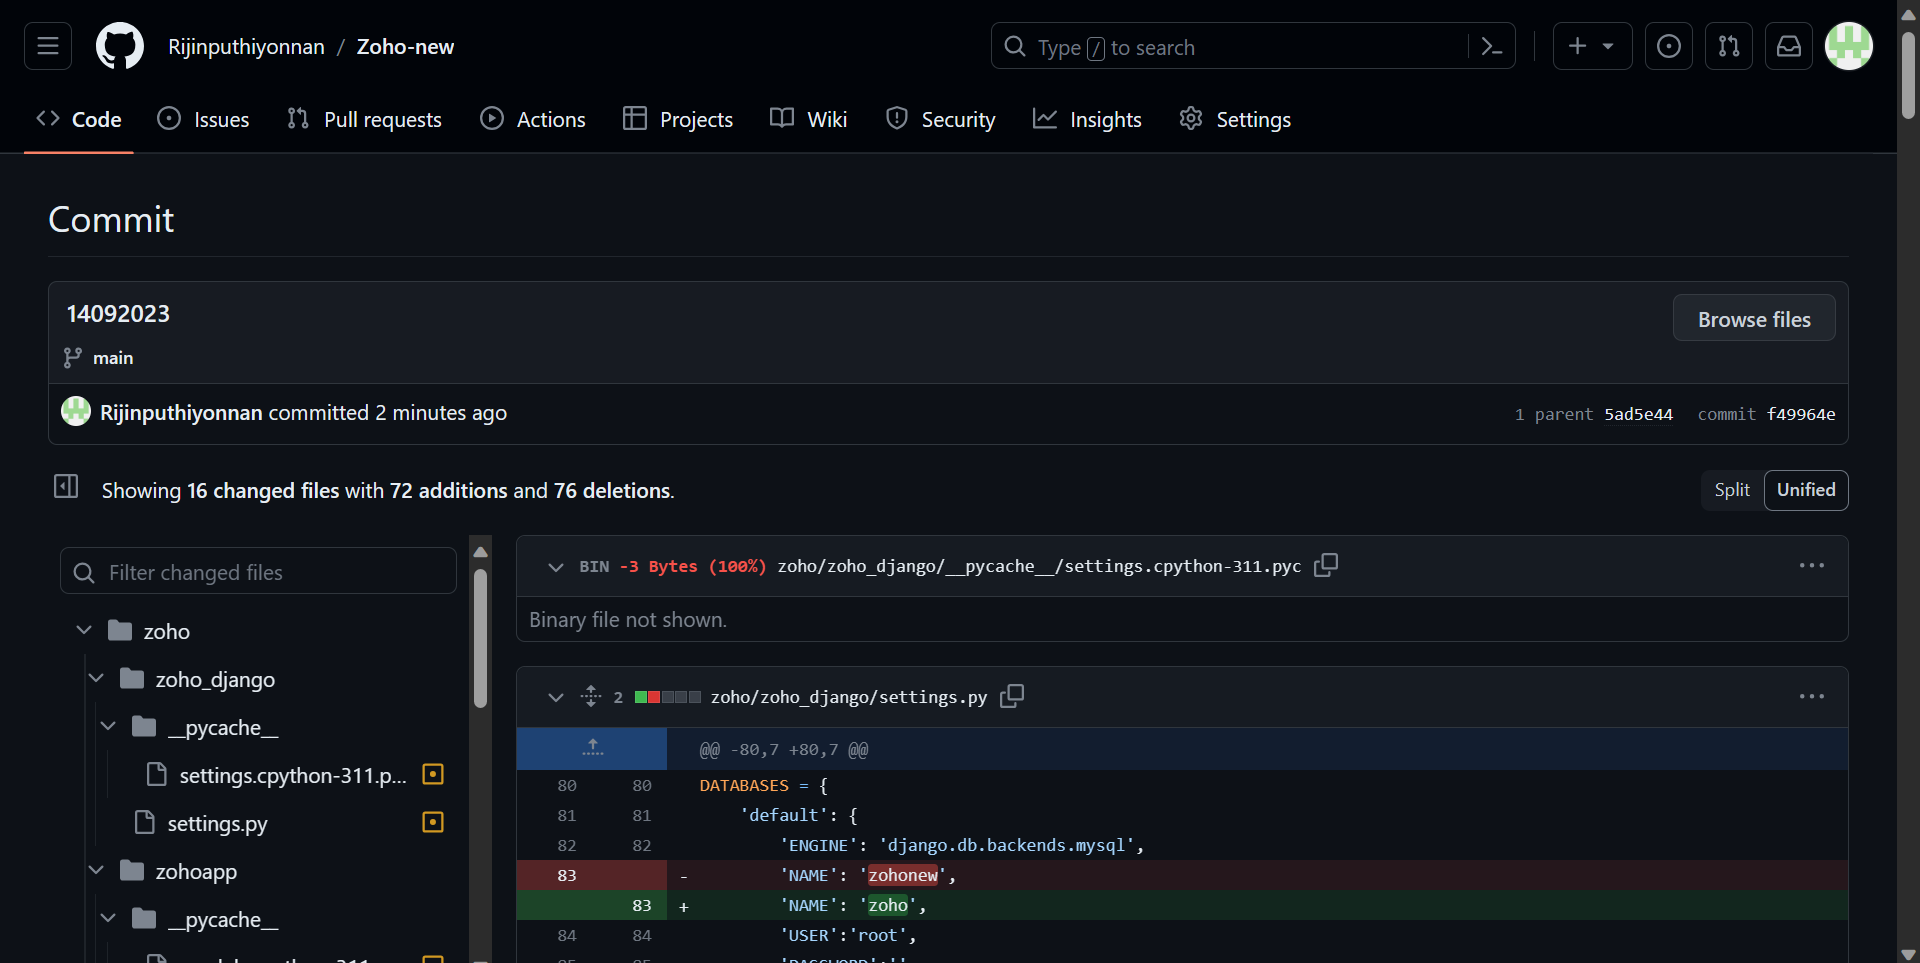 Rijinputhiyonnan / Zoho-new
Type / to search
Code Issues Pull requests Actions Projects Wiki Security Insights Settings
Commit
14092023
Browse files
main
Rijinputhiyonnan committed 2 minutes ago
1 parent 5ad5e44 commit f49964e
Showing 16 changed files with 72 additions and 76 deletions.
Split Unified
Filter changed files
zoho
zoho_django
__pycache__
settings.cpython-311.p...
settings.py
zohoapp
__pycache__
BIN -3 Bytes (100%) zoho/zoho_django/__pycache__/settings.cpython-311.pyc
Binary file not shown.
2 zoho/zoho_django/settings.py
@@ -80,7 +80,7 @@
80 80 DATABASES = {
81 81 'default': {
82 82 'ENGINE': 'django.db.backends.mysql',
83 - 'NAME': 'zohonew',
83 + 'NAME': 'zoho',
84 84 'USER':'root',